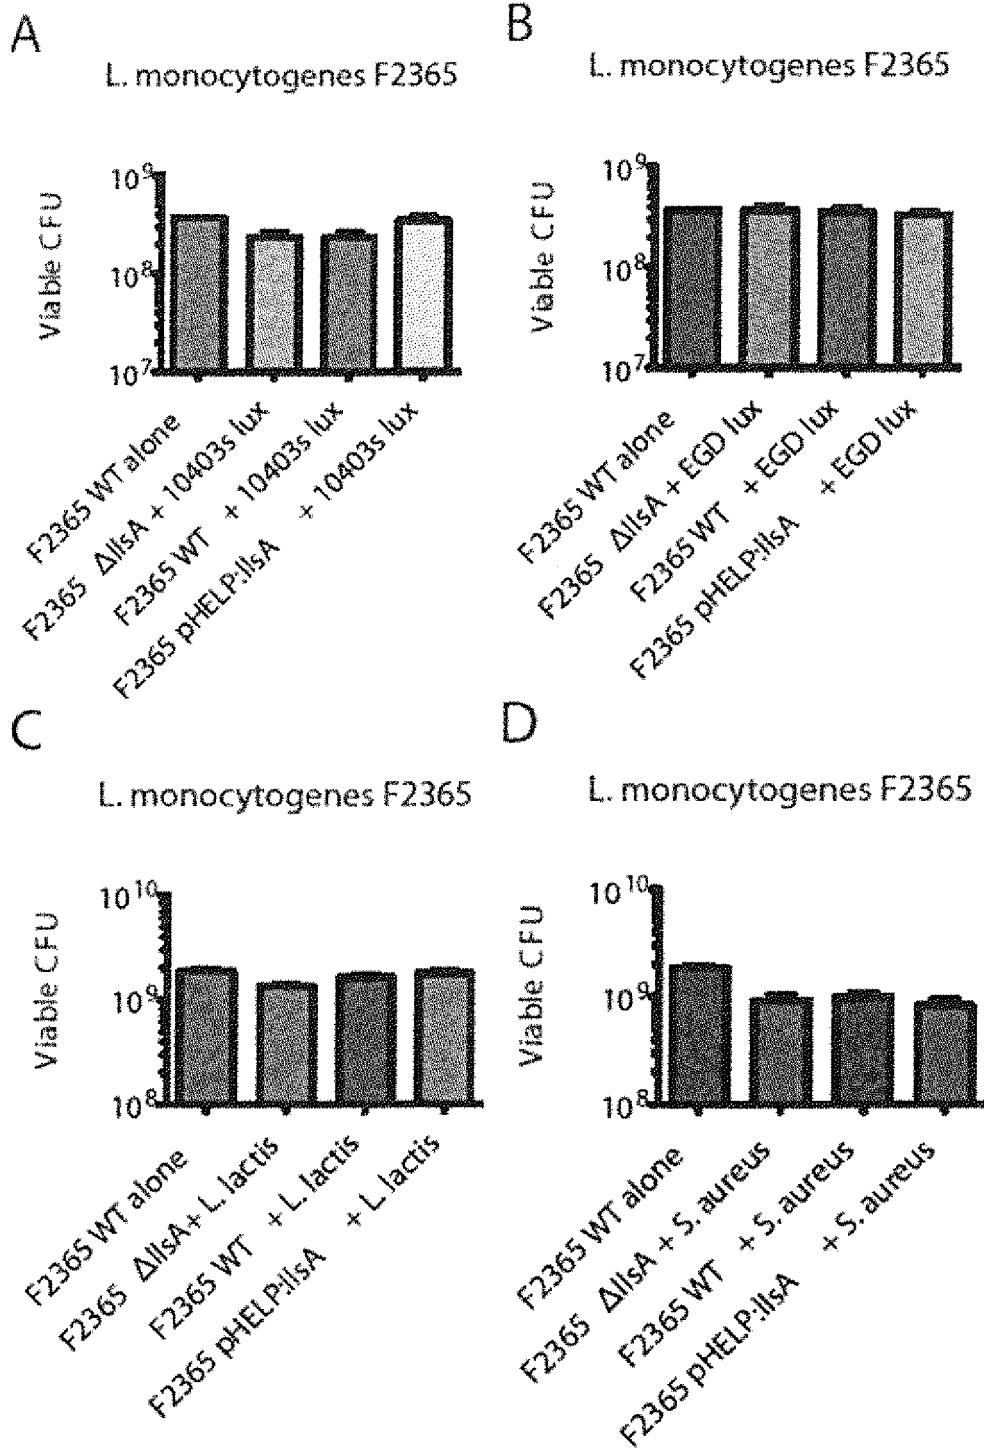 A
L. monocytogenes F2365
Viable CFU
10^9
10^8
10^7
F2365 WT alone
F2365 ΔllsA + 10403s lux
F2365 WT + 10403s lux
F2365 pHELP:llsA + 10403s lux
B
L. monocytogenes F2365
Viable CFU
10^9
10^8
10^7
F2365 WT alone
F2365 ΔllsA + EGD lux
F2365 WT + EGD lux
F2365 pHELP:llsA + EGD lux
C
L. monocytogenes F2365
Viable CFU
10^10
10^9
10^8
F2365 WT alone
F2365 ΔllsA + L. lactis
F2365 WT + L. lactis
F2365 pHELP:llsA + L. lactis
D
L. monocytogenes F2365
Viable CFU
10^10
10^9
10^8
F2365 WT alone
F2365 ΔllsA + S. aureus
F2365 WT + S. aureus
F2365 pHELP:llsA + S. aureus